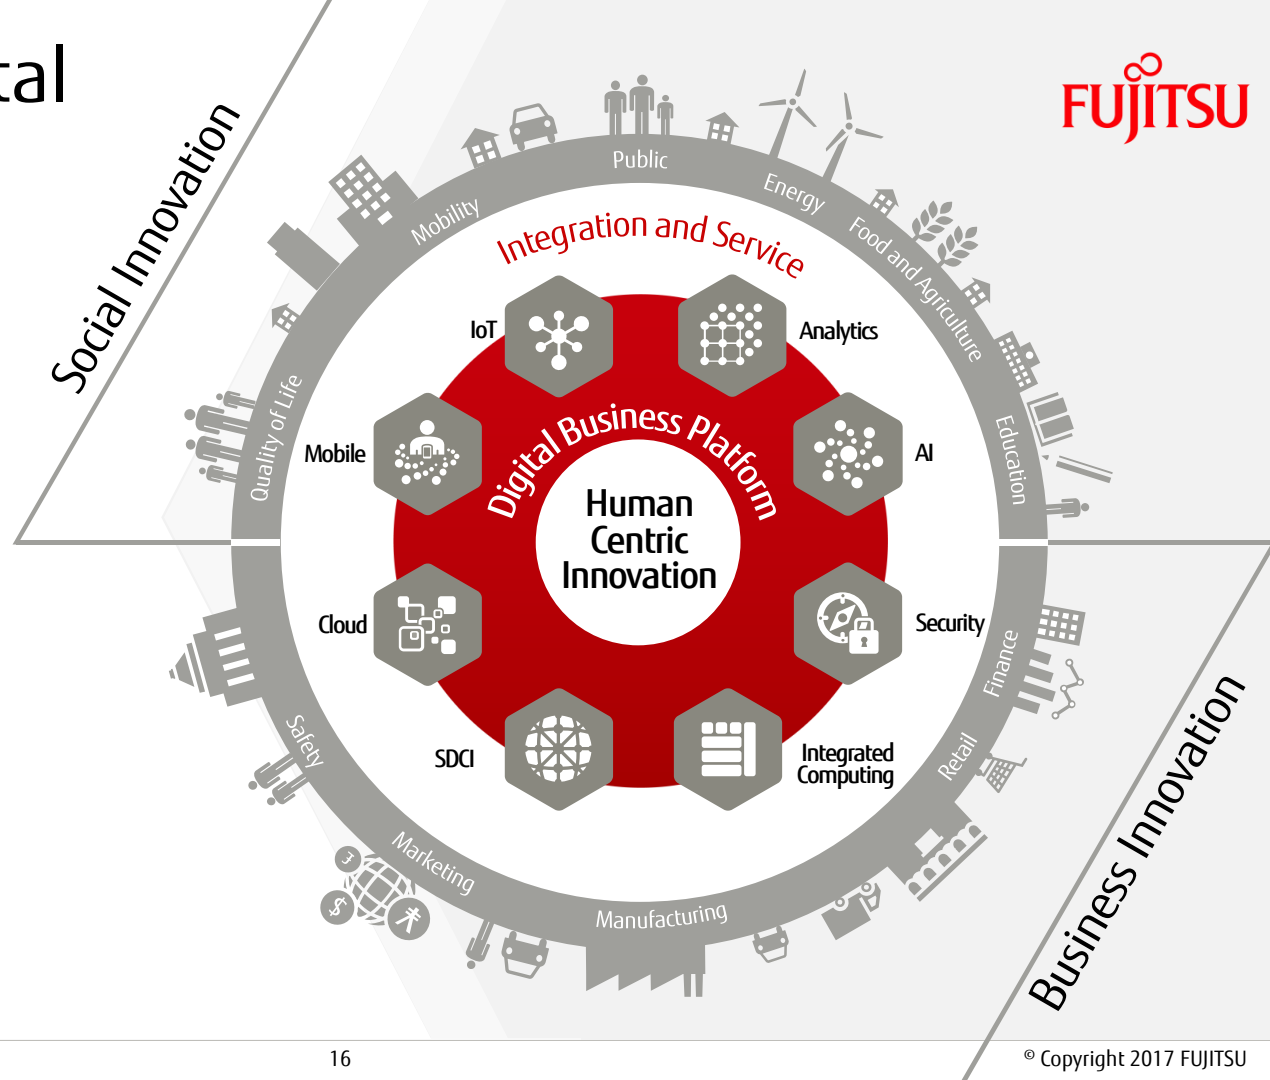 tal
FUJITSU
Social Innovation
Public
Mobility
Energy
Food and Agriculture
Quality of Life
Education
Integration and Service
IoT
Analytics
Mobile
AI
Digital Business Platform
Human
Centric
Innovation
Cloud
Security
SDCI
Integrated
Computing
Safety
Finance
Retail
Marketing
Manufacturing
$
Business Innovation
16
© Copyright 2017 FUJITSU